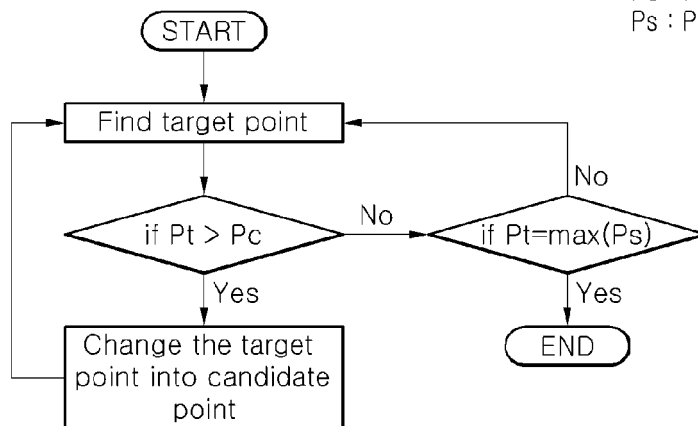 START
Ps : P
Find target point
No
if Pt > Pc
No
if Pt=max(Ps)
Yes
Yes
Change the target
point into candidate
point
END